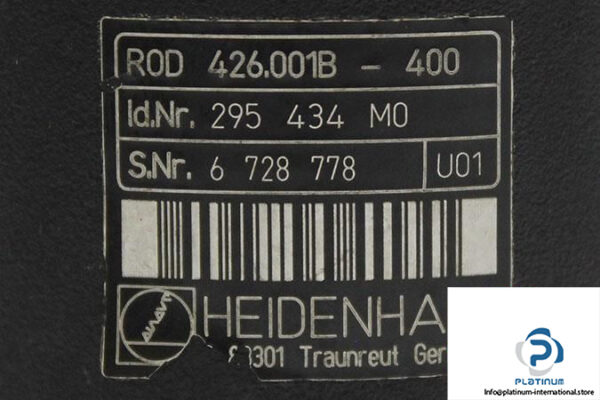 ROD 426.001B - 400
Id.Nr. 295 434 M0
S.Nr. 6 728 778 U01
HEIDENHA
3301 Traunreut Ger
PLATINUM
Info@platinum-international.store